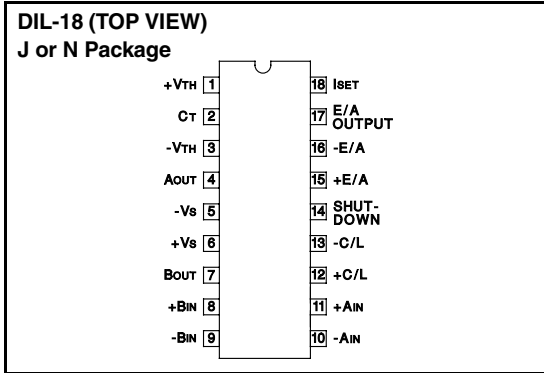 DIL-18 (TOP VIEW)
J or N Package
+VTH 1
CT 2
-VTH 3
AOUT 4
-VS 5
+VS 6
BOUT 7
+BIN 8
-BIN 9
18 ISET
17 E/A OUTPUT
16 -E/A
15 +E/A
14 SHUT-DOWN
13 -C/L
12 +C/L
11 +AIN
10 -AIN